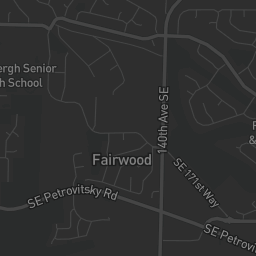 ergh Senior
h School
140th Ave SE
Fairwood
SE 171st Way
SE Petrovitsky Rd
F
&
SE Petrovi